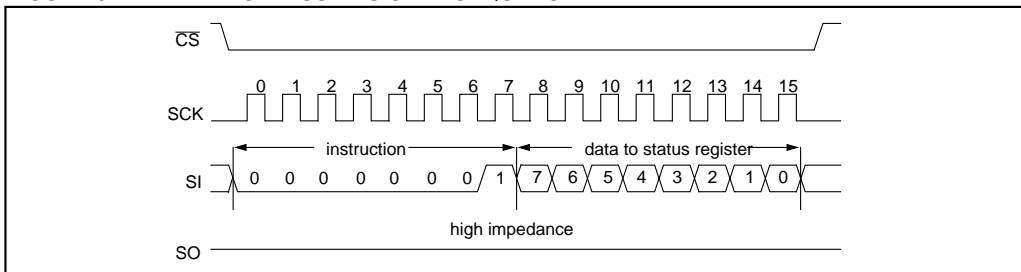 CS
0 1 2 3 4 5 6 7 8 9 10 11 12 13 14 15
SCK
instruction data to status register
SI 0 0 0 0 0 0 0 1 7 6 5 4 3 2 1 0
high impedance
SO